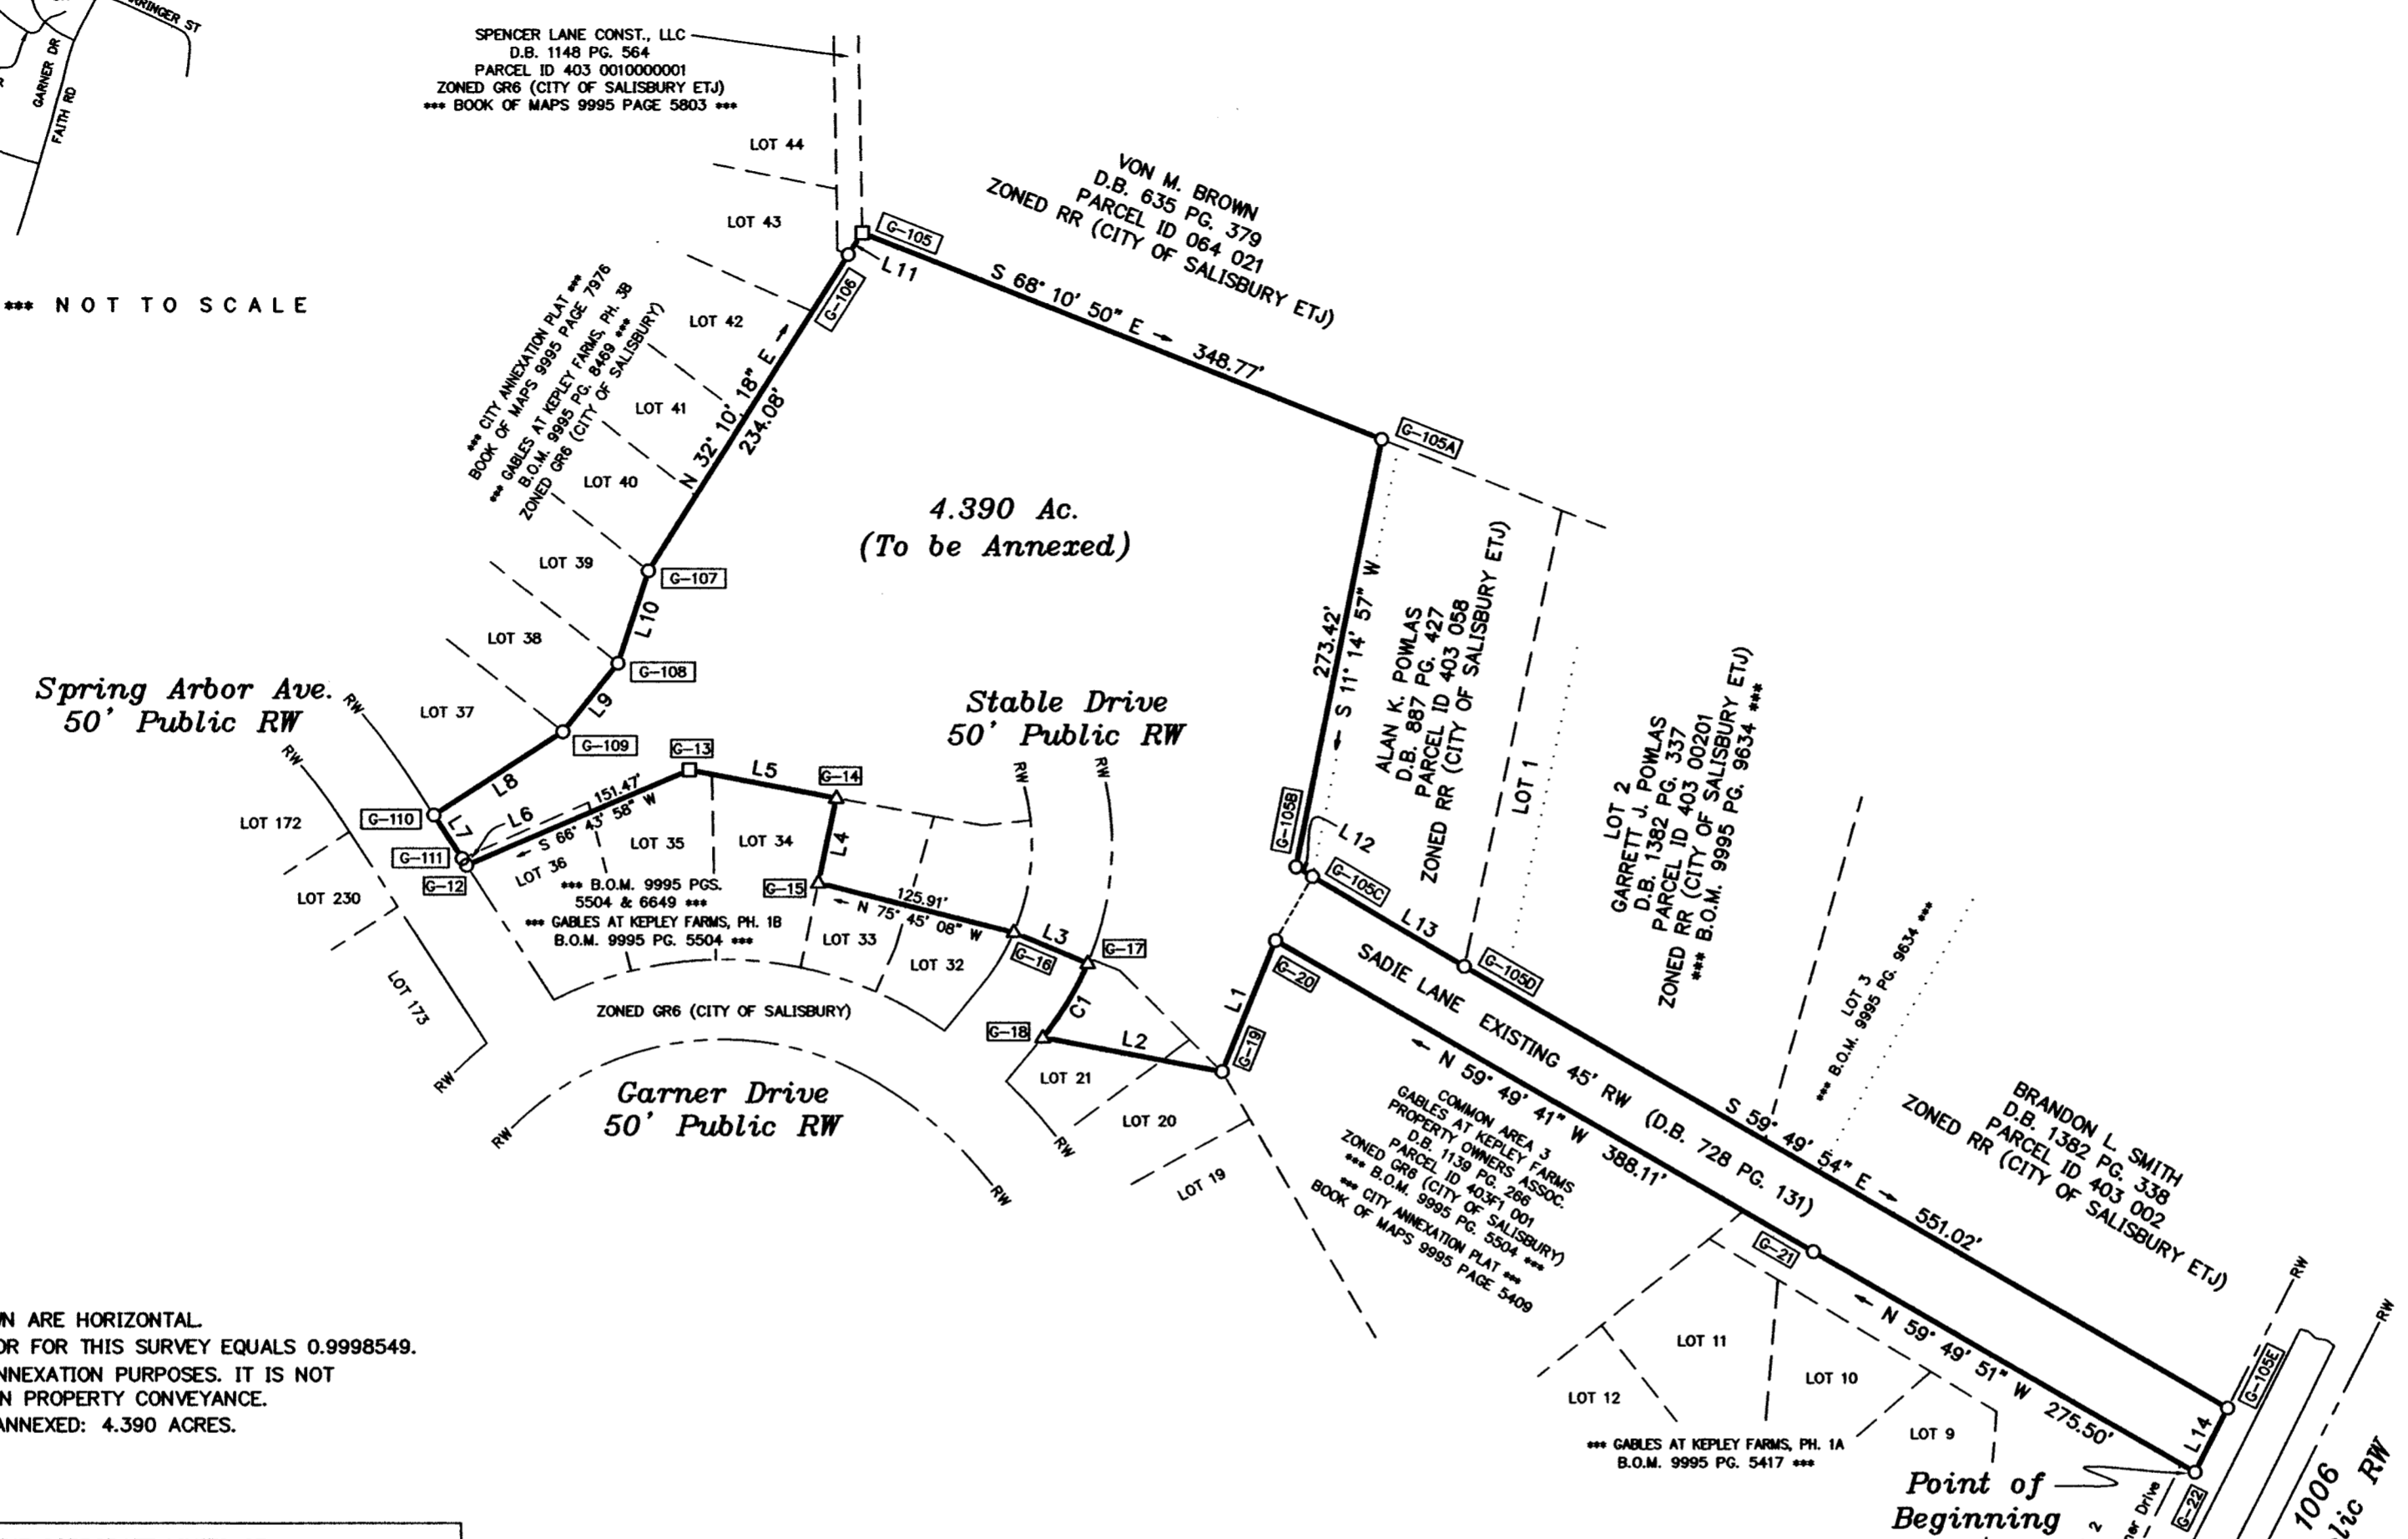 RRINGER ST
GARNER DR
FAITH RD
*** NOT TO SCALE
SPENCER LANE CONST., LLC
D.B. 1148 PG. 564
PARCEL ID 403 0010000001
ZONED GR6 (CITY OF SALISBURY ETJ)
*** BOOK OF MAPS 9995 PAGE 5803 ***
LOT 44
LOT 43
LOT 42
LOT 41
LOT 40
LOT 39
LOT 38
LOT 37
VON M. BROWN
D.B. 635 PG. 379
PARCEL ID 064 021
ZONED RR (CITY OF SALISBURY ETJ)
G-105
L11
G-106
S 68° 10' 50" E
348.77'
*** CITY ANNEXATION PLAT ***
BOOK OF MAPS 9995 PAGE 7976
*** GABLES AT KEPLEY FARMS, PH. 3B
B.O.M. 9995 PG. 8469 ***
ZONED GR6 (CITY OF SALISBURY)
N 32° 10' 18" E
234.08'
G-105A
4.390 Ac.
(To be Annexed)
G-107
L10
G-108
L9
G-109
L8
Spring Arbor Ave.
50' Public RW
RW
RW
G-110
L7
L6
G-111
G-12
151.47'
S 66° 43' 58" W
G-13
L5
G-14
L4
G-15
LOT 172
LOT 230
LOT 173
RW
LOT 36
LOT 35
LOT 34
*** B.O.M. 9995 PGS.
5504 & 6649 ***
*** GABLES AT KEPLEY FARMS, PH. 1B
B.O.M. 9995 PG. 5504 ***
LOT 33
LOT 32
125.91'
N 75° 45' 08" W
Stable Drive
50' Public RW
RW
RW
G-16
L3
G-17
C1
G-18
L2
L1
G-19
G-20
ZONED GR6 (CITY OF SALISBURY)
Garner Drive
50' Public RW
RW
RW
LOT 21
LOT 20
LOT 19
RW
273.42'
S 11° 14' 57" W
G-105B
L12
G-105C
L13
G-105D
ALAN K. POWLAS
D.B. 887 PG. 427
PARCEL ID 403 058
ZONED RR (CITY OF SALISBURY ETJ)
LOT 1
LOT 2
GARRETT J. POWLAS
D.B. 1382 PG. 337
PARCEL ID 403 00201
ZONED RR (CITY OF SALISBURY ETJ)
*** B.O.M. 9995 PG. 9634 ***
LOT 3
*** B.O.M. 9995 PG. 9634 ***
BRANDON L. SMITH
D.B. 1382 PG. 338
PARCEL ID 403 002
ZONED RR (CITY OF SALISBURY ETJ)
SADIE LANE EXISTING 45' RW (D.B. 728 PG. 131)
S 59° 49' 54" E
551.02'
N 59° 49' 41" W 388.11'
COMMON AREA 3
GABLES AT KEPLEY FARMS
PROPERTY OWNERS ASSOC.
D.B. 1139 PG. 266
PARCEL ID 403F1 001
ZONED GR6 (CITY OF SALISBURY)
*** B.O.M. 9995 PG. 5504 ***
*** CITY ANNEXATION PLAT ***
BOOK OF MAPS 9995 PAGE 5409
G-21
N 59° 49' 51" W
275.50'
LOT 12
LOT 11
LOT 10
LOT 9
*** GABLES AT KEPLEY FARMS, PH. 1A
B.O.M. 9995 PG. 5417 ***
RW
RW
G-105E
L14
G-22
Point of
Beginning
ner Drive
2
1006
lic RW
WN ARE HORIZONTAL.
OR FOR THIS SURVEY EQUALS 0.9998549.
NNEXATION PURPOSES. IT IS NOT
N PROPERTY CONVEYANCE.
ANNEXED: 4.390 ACRES.